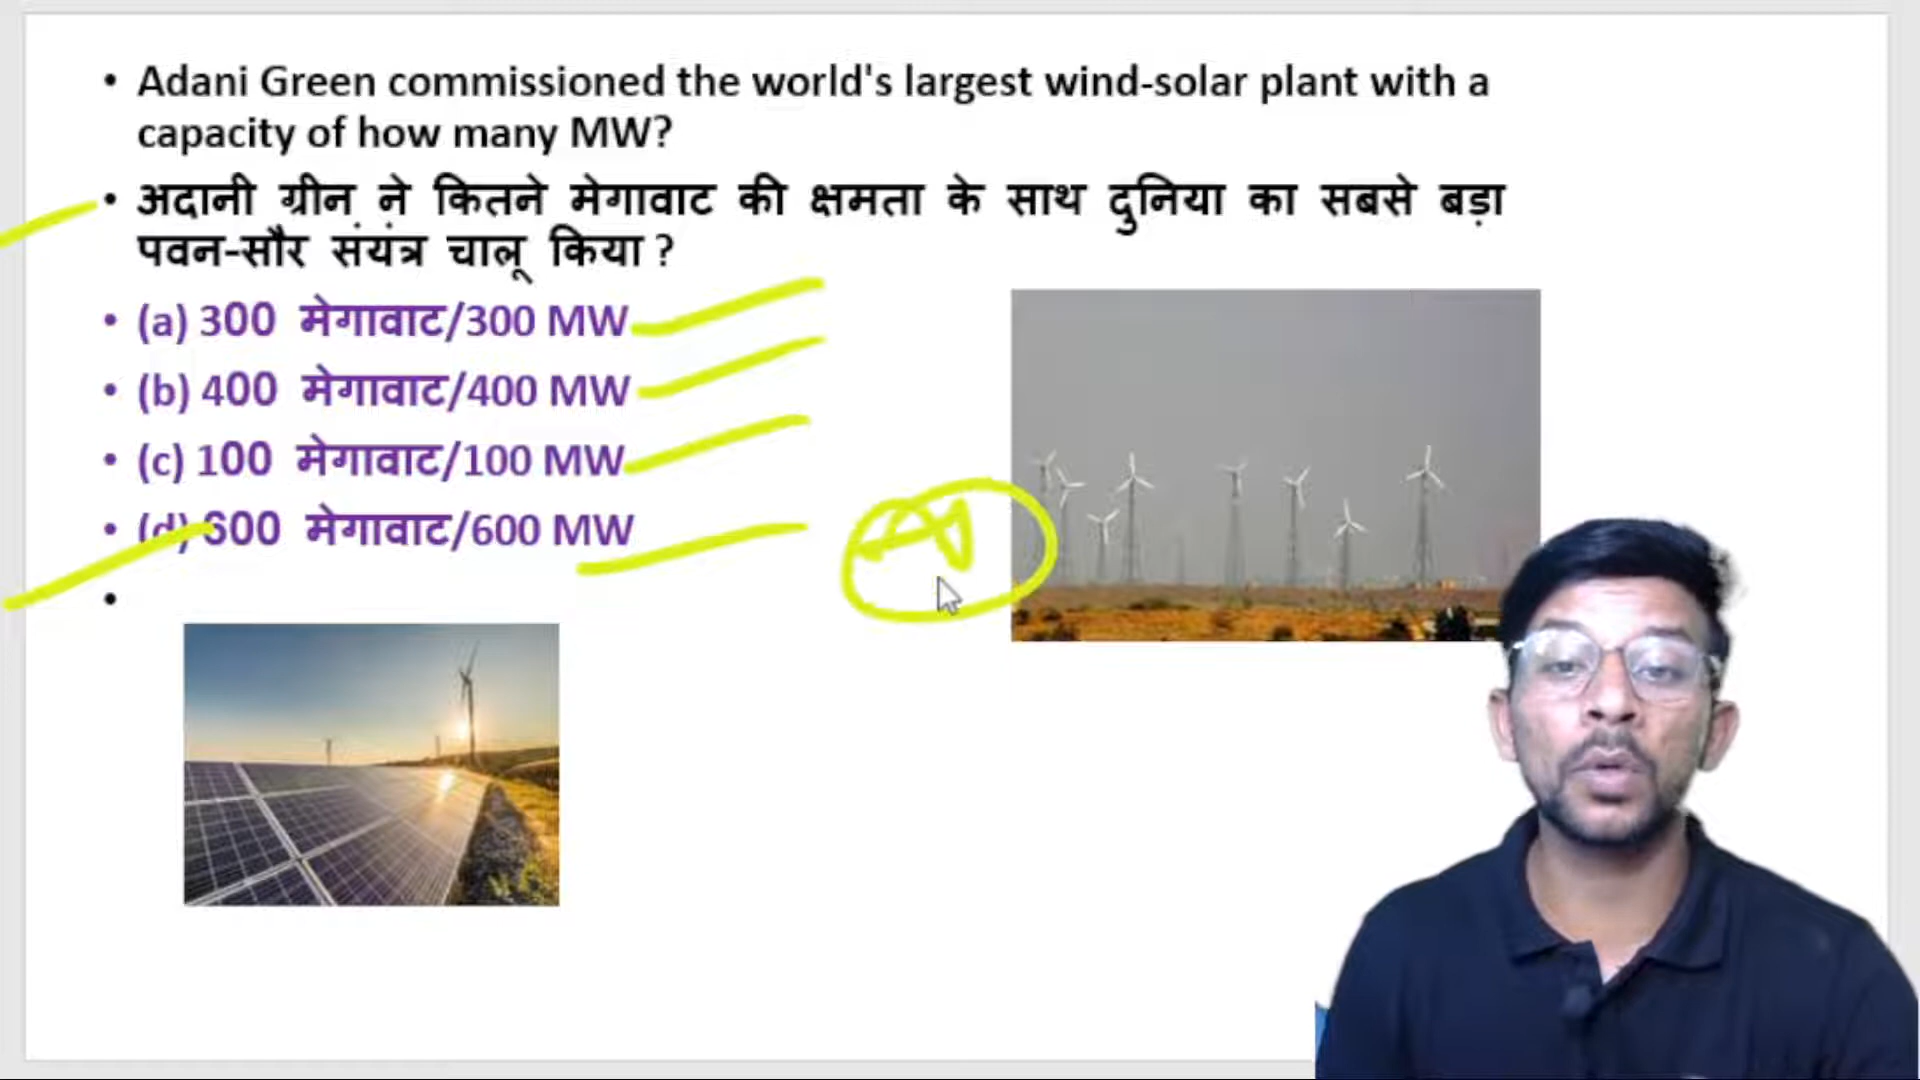 • Adani Green commissioned the world's largest wind-solar plant with a
capacity of how many MW?
• अदानी ग्रीन ने कितने मेगावाट की क्षमता के साथ दुनिया का सबसे बड़ा
पवन-सौर संयंत्र चालू किया ?
• (a) 300 मेगावाट/300 MW
• (b) 400 मेगावाट/400 MW
• (c) 100 मेगावाट/100 MW
• (d) 600 मेगावाट/600 MW
•